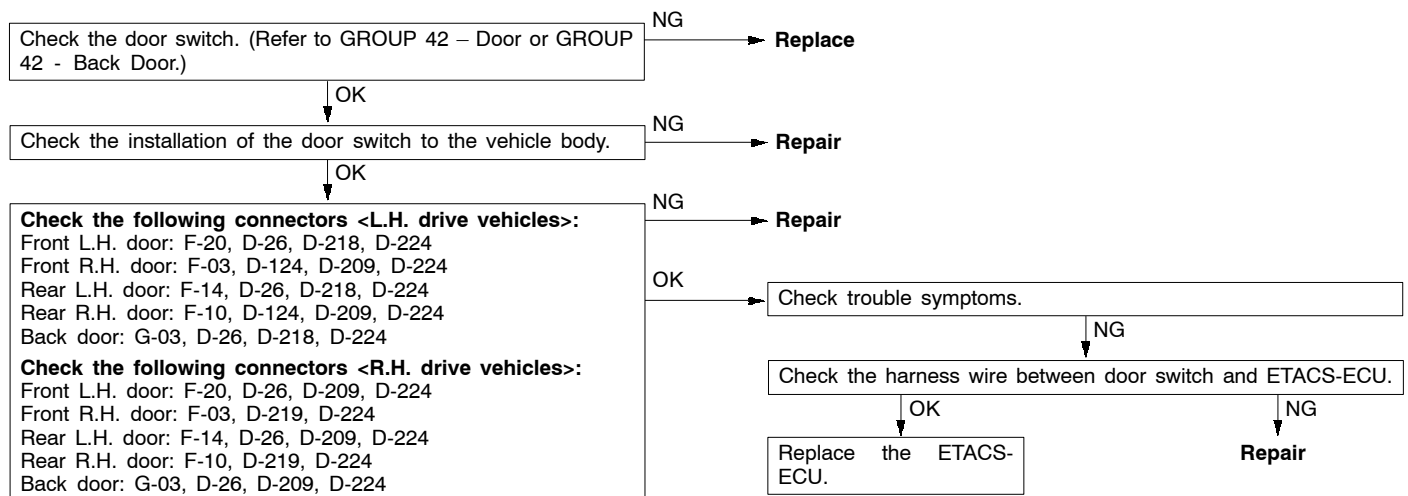 NG
Check the door switch. (Refer to GROUP 42 – Door or GROUP
42 - Back Door.)
Replace
OK
NG
Check the installation of the door switch to the vehicle body.
Repair
OK
NG
Check the following connectors <L.H. drive vehicles>:
Repair
Front L.H. door: F-20, D-26, D-218, D-224
Front R.H. door: F-03, D-124, D-209, D-224
Rear L.H. door: F-14, D-26, D-218, D-224
Rear R.H. door: F-10, D-124, D-209, D-224
Back door: G-03, D-26, D-218, D-224
Check the following connectors <R.H. drive vehicles>:
Front L.H. door: F-20, D-26, D-209, D-224
Front R.H. door: F-03, D-219, D-224
Rear L.H. door: F-14, D-26, D-209, D-224
Rear R.H. door: F-10, D-219, D-224
Back door: G-03, D-26, D-209, D-224
OK
Check trouble symptoms.
NG
Check the harness wire between door switch and ETACS-ECU.
OK
NG
Replace the ETACS-
ECU.
Repair